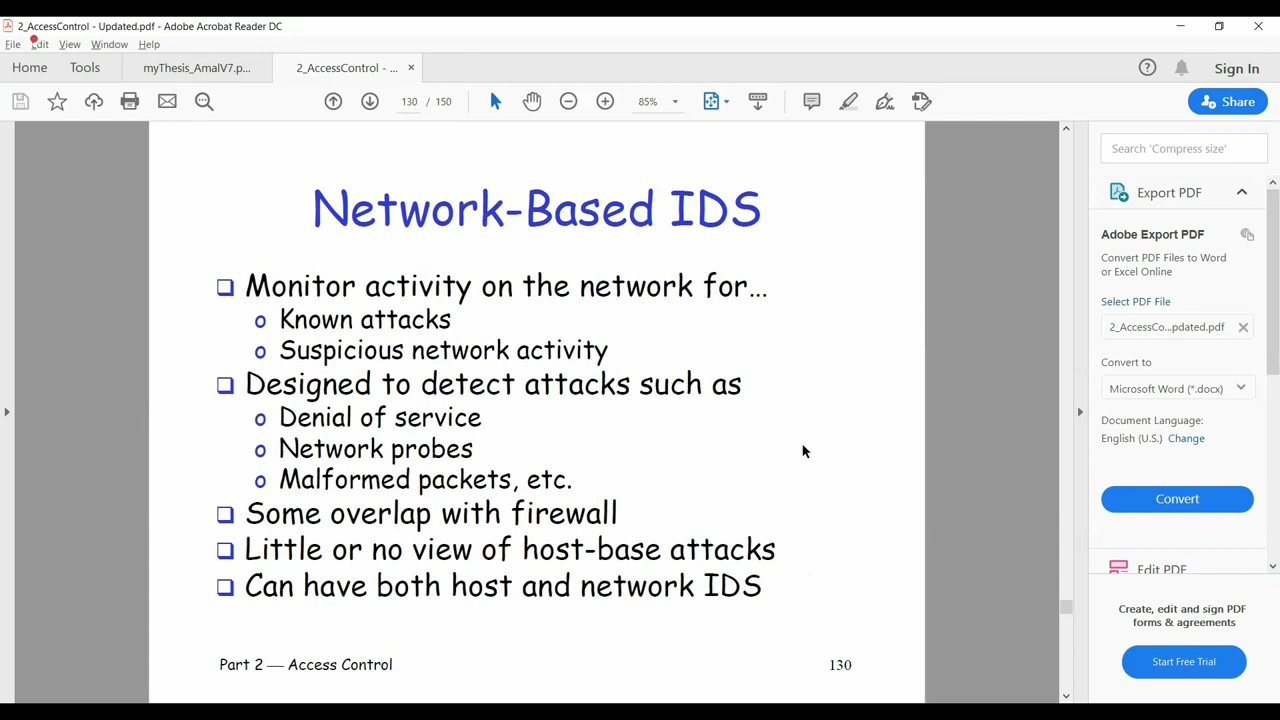 2_AccessControl - Updated.pdf - Adobe Acrobat Reader DC
File Edit View Window Help
Home Tools myThesis_AmalV7.p... 2_AccessControl - ... × Sign In
130 / 150 85% Share
Network-Based IDS
Monitor activity on the network for…
o Known attacks
o Suspicious network activity
Designed to detect attacks such as
o Denial of service
o Network probes
o Malformed packets, etc.
Some overlap with firewall
Little or no view of host-base attacks
Can have both host and network IDS
Part 2 — Access Control 130
Search 'Compress size'
Export PDF
Adobe Export PDF
Convert PDF Files to Word
or Excel Online
Select PDF File
2_AccessCo...pdated.pdf
Convert to
Microsoft Word (*.docx)
Document Language:
English (U.S.) Change
Convert
Edit PDF
Create, edit and sign PDF
forms & agreements
Start Free Trial